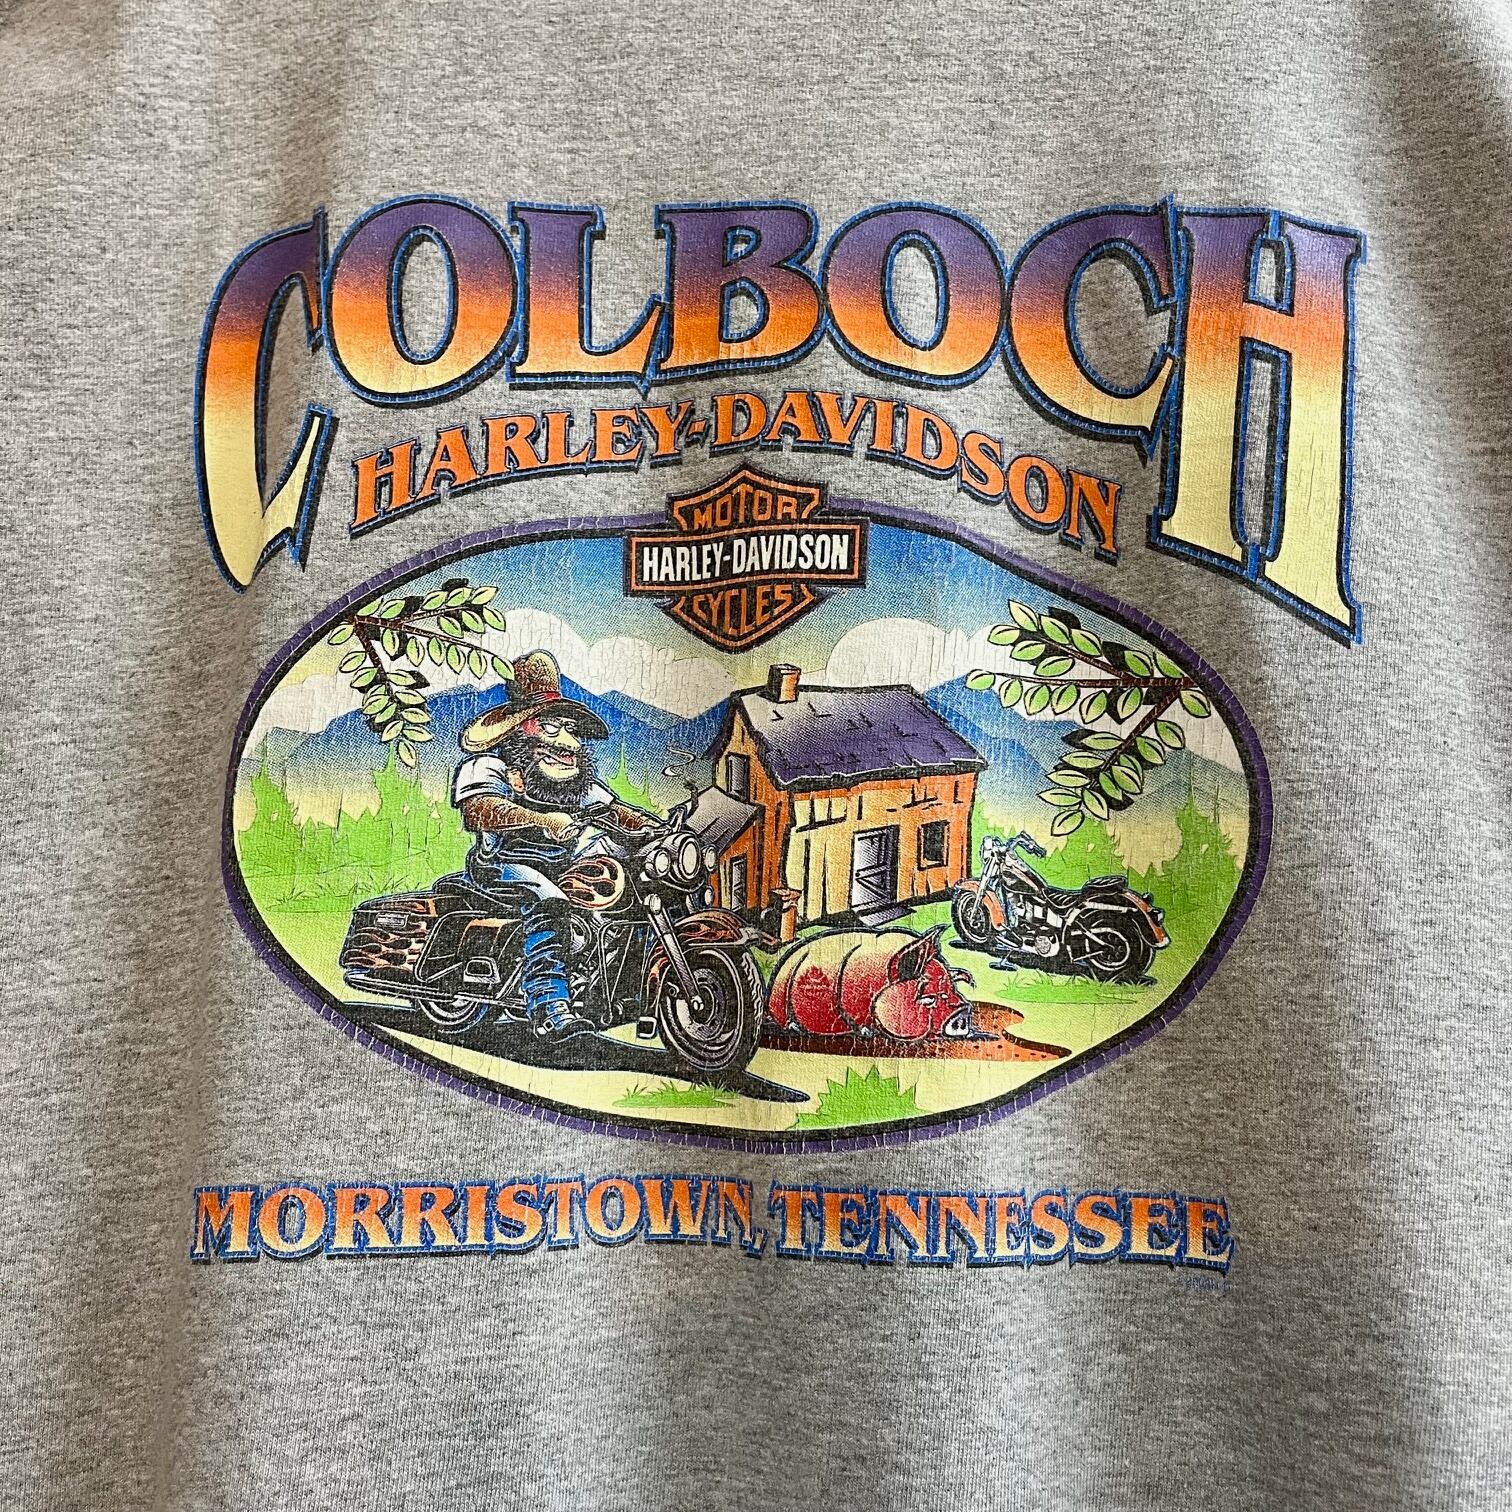 COLBOCH
HARLEY-DAVIDSON
MOTOR
HARLEY-DAVIDSON
CYCLES
MORRISTOWN, TENNESSEE